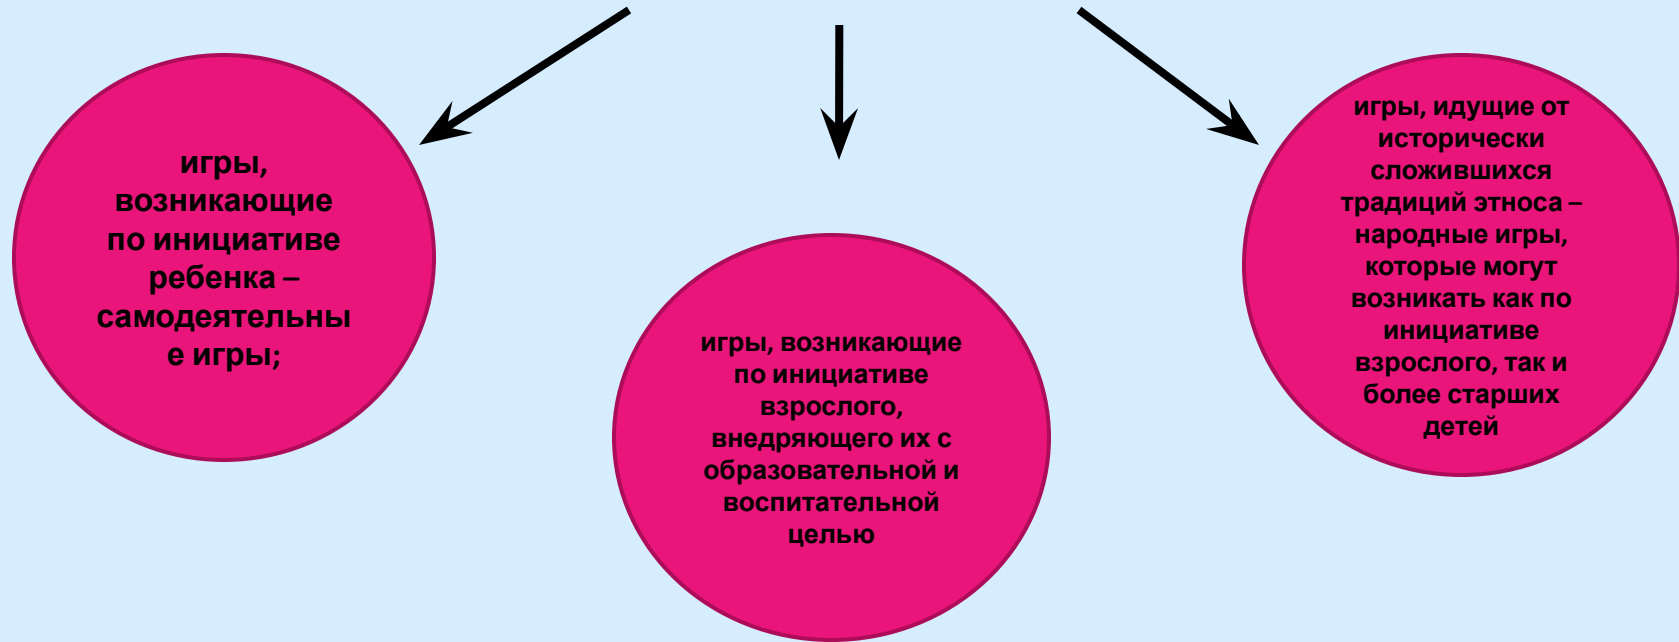 игры,
возникающие
по инициативе
ребенка –
самодеятельны
е игры;
игры, возникающие
по инициативе
взрослого,
внедряющего их с
образовательной и
воспитательной
целью
игры, идущие от
исторически
сложившихся
традиций этноса –
народные игры,
которые могут
возникать как по
инициативе
взрослого, так и
более старших
детей